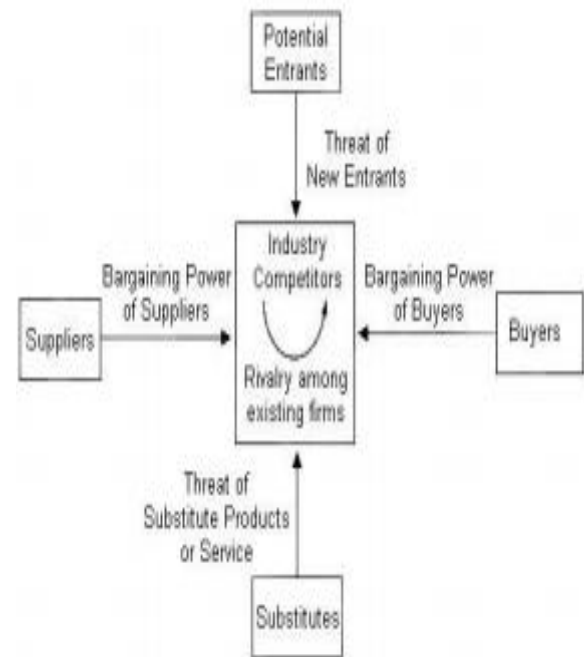 Potential
Entrants
Threat of
New Entrants
Industry
Competitors
Bargaining Power
of Suppliers
Bargaining Power
of Buyers
Suppliers
Buyers
Rivalry among
existing firms
Threat of
Substitute Products
or Service
Substitutes